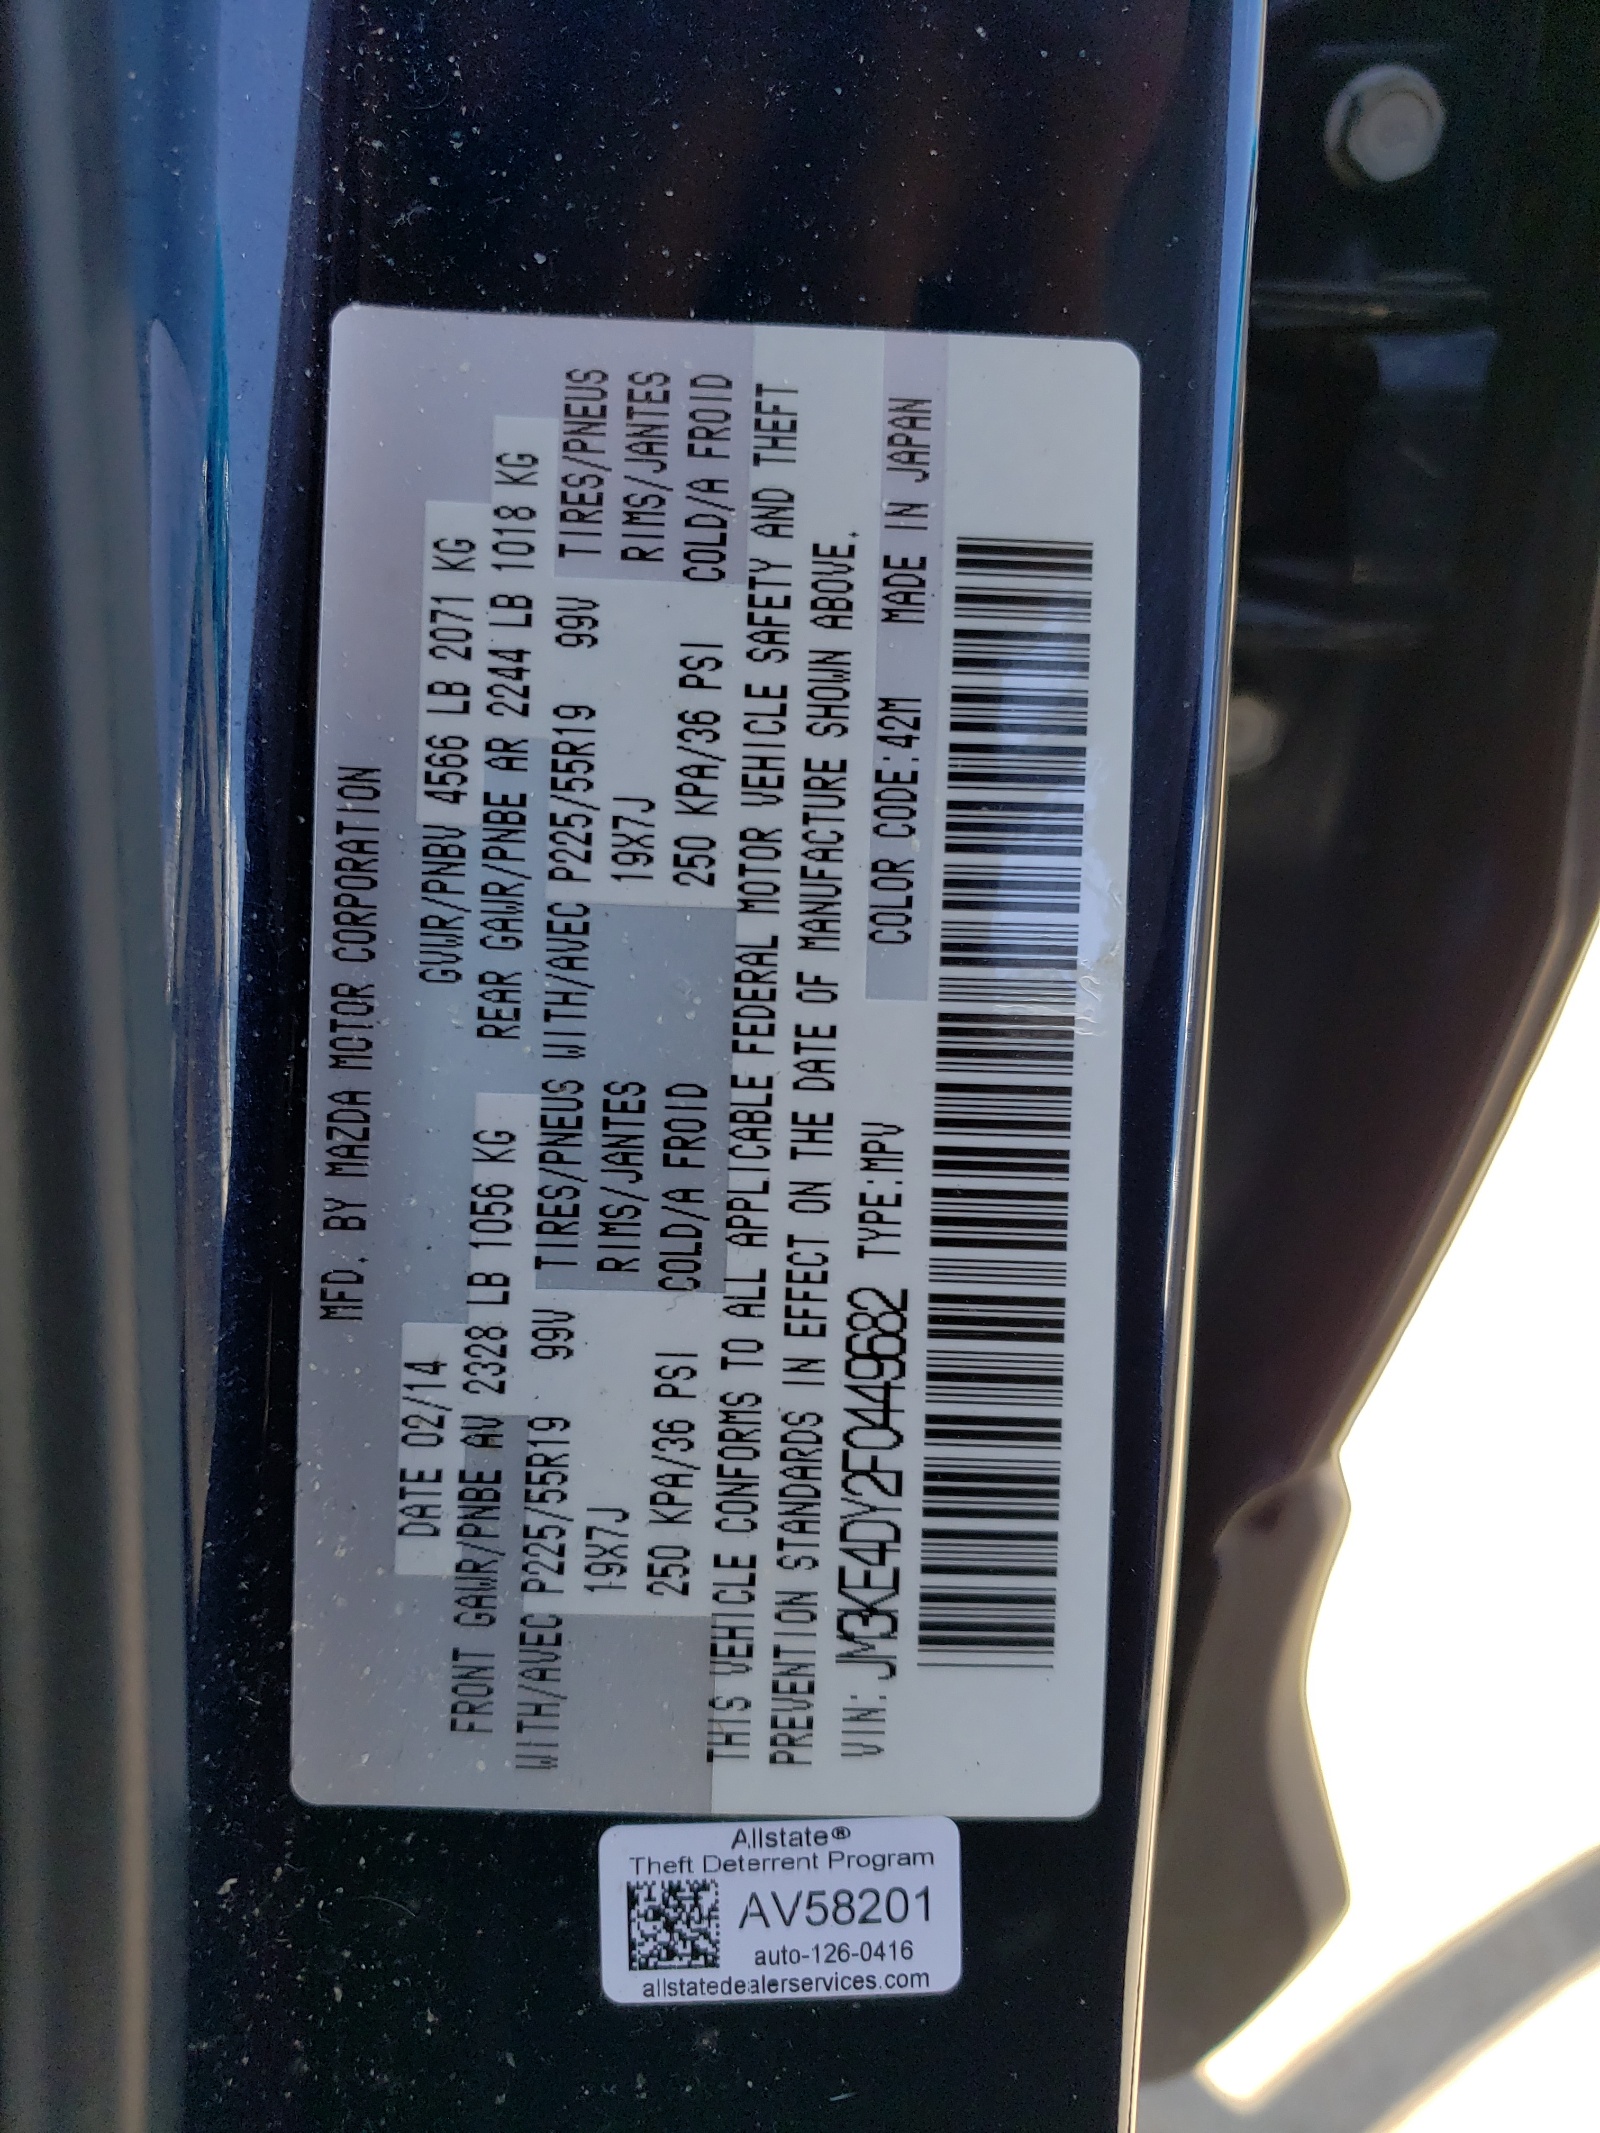 MFD. BY MAZDA MOTOR CORPORATION
DATE 02/14 GVWR/PNBV 4566 LB 2071 KG
FRONT GAWR/PNBE AV 2328 LB 1056 KG REAR GAWR/PNBE AR 2244 LB 1018 KG
WITH/AVEC P225/55R19 99V TIRES/PNEUS WITH/AVEC P225/55R19 99V TIRES/PNEUS
19X7J RIMS/JANTES 19X7J RIMS/JANTES
250 KPA/36 PSI COLD/A FROID 250 KPA/36 PSI COLD/A FROID
THIS VEHICLE CONFORMS TO ALL APPLICABLE FEDERAL MOTOR VEHICLE SAFETY AND THEFT
PREVENTION STANDARDS IN EFFECT ON THE DATE OF MANUFACTURE SHOWN ABOVE.
VIN: JM3KE4DY2F0449682 TYPE:MPV COLOR CODE:42M MADE IN JAPAN
Allstate®
Theft Deterrent Program
AV58201
auto-126-0416
allstatedealerservices.com